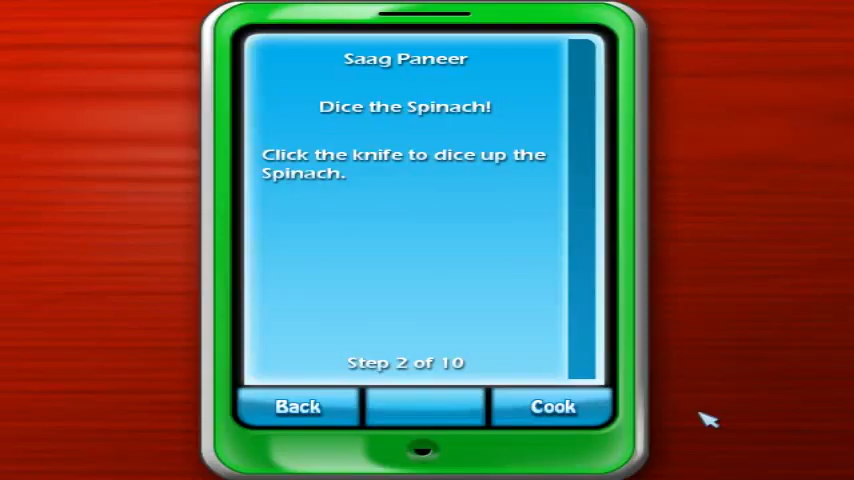 Saag Paneer
Dice the Spinach!
Click the knife to dice up the
Spinach.
Step 2 of 10
Back
Cook